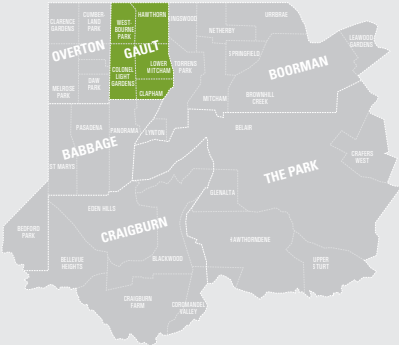 CLARENCE
GARDENS
CUMBER
LAND
PARK
WEST-
BOURNE
PARK
HAWTHORN
KINGSWOOD
URRBRAE
NETHERBY
LEAWOOD
GARDENS
OVERTON
GAULT
SPRINGFIELD
BOORMAN
COLONEL
LIGHT
GARDENS
LOWER
MITCHAM
TORRENS
PARK
MELROSE
PARK
DAW
PARK
CLAPHAM
MITCHAM
BROWNHILL
CREEK
PASADENA
PANORAMA
LYNTON
BELAIR
BABBAGE
ST MARYS
CRAFERS
WEST
THE PARK
GLENALTA
EDEN HILLS
BEDFORD
PARK
CRAIGBURN
HAWTHORNDENE
BELLEVUE
HEIGHTS
BLACKWOOD
UPPER
STURT
CRAIGBURN
FARM
COROMANDEL
VALLEY